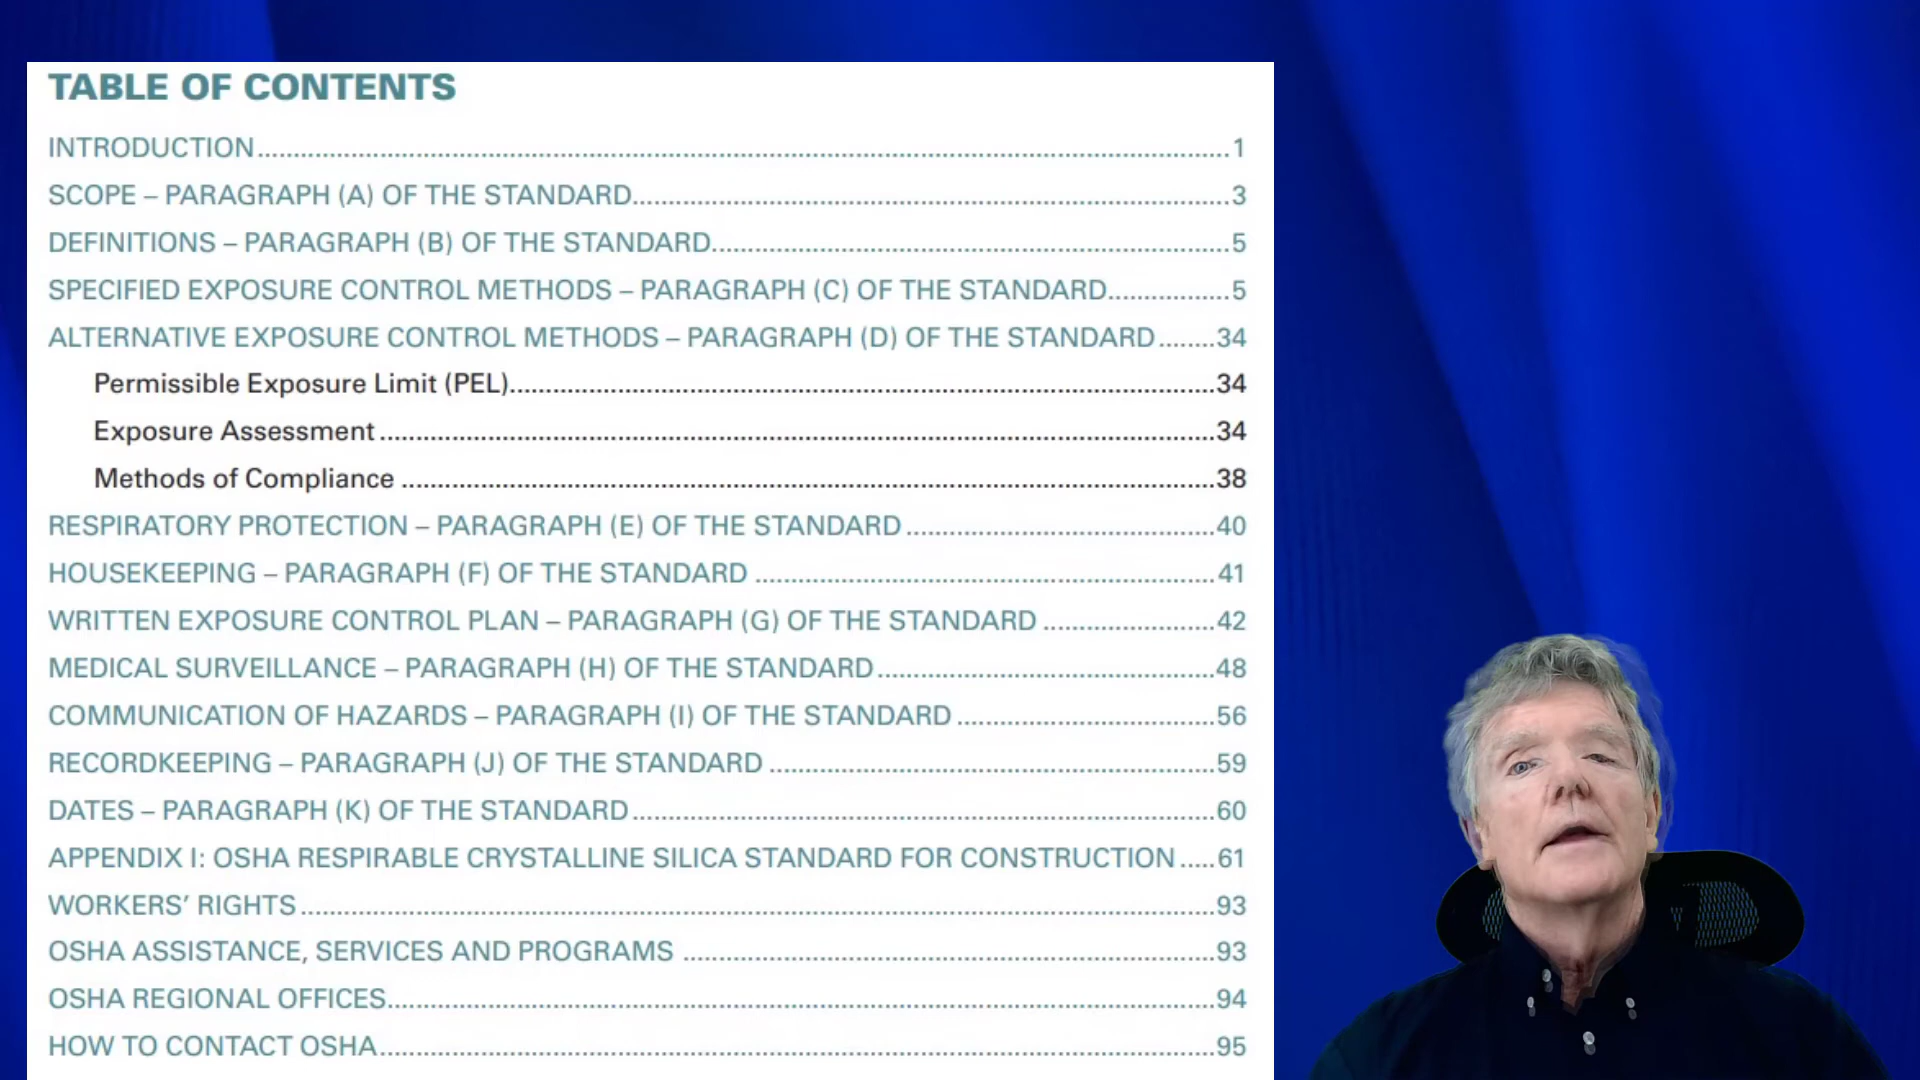 TABLE OF CONTENTS
INTRODUCTION.....1
SCOPE – PARAGRAPH (A) OF THE STANDARD.....3
DEFINITIONS – PARAGRAPH (B) OF THE STANDARD.....5
SPECIFIED EXPOSURE CONTROL METHODS – PARAGRAPH (C) OF THE STANDARD.....5
ALTERNATIVE EXPOSURE CONTROL METHODS – PARAGRAPH (D) OF THE STANDARD.....34
Permissible Exposure Limit (PEL).....34
Exposure Assessment.....34
Methods of Compliance.....38
RESPIRATORY PROTECTION – PARAGRAPH (E) OF THE STANDARD.....40
HOUSEKEEPING – PARAGRAPH (F) OF THE STANDARD.....41
WRITTEN EXPOSURE CONTROL PLAN – PARAGRAPH (G) OF THE STANDARD.....42
MEDICAL SURVEILLANCE – PARAGRAPH (H) OF THE STANDARD.....48
COMMUNICATION OF HAZARDS – PARAGRAPH (I) OF THE STANDARD.....56
RECORDKEEPING – PARAGRAPH (J) OF THE STANDARD.....59
DATES – PARAGRAPH (K) OF THE STANDARD.....60
APPENDIX I: OSHA RESPIRABLE CRYSTALLINE SILICA STANDARD FOR CONSTRUCTION.....61
WORKERS' RIGHTS.....93
OSHA ASSISTANCE, SERVICES AND PROGRAMS.....93
OSHA REGIONAL OFFICES.....94
HOW TO CONTACT OSHA.....95